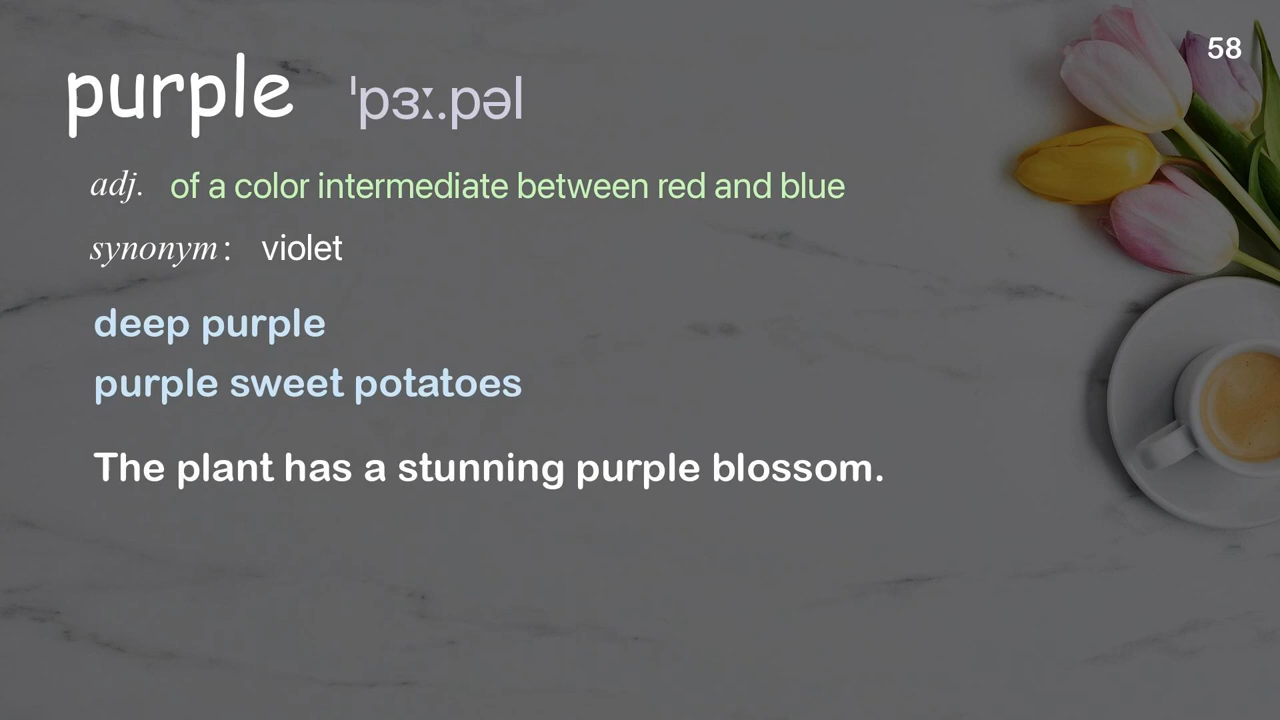 58
purple ˈpɜː.pəl
adj. of a color intermediate between red and blue
synonym: violet
deep purple
purple sweet potatoes
The plant has a stunning purple blossom.